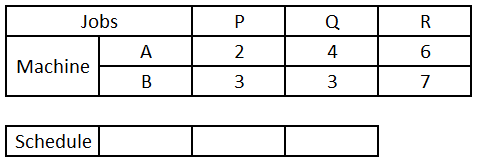 Jobs P Q R
Machine A 2 4 6
B 3 3 7
Schedule